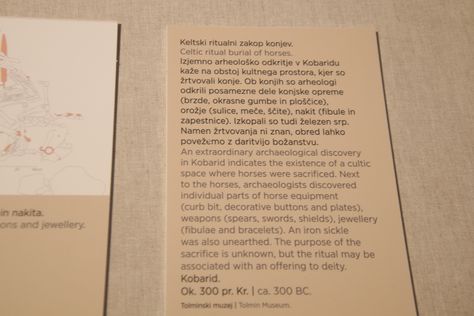 in nakita.
ons and jewellery.
Keltski ritualni zakop konjev.
Celtic ritual burial of horses.
Izjemno arheološko odkritje v Kobaridu
kaže na obstoj kultnega prostora, kjer so
žrtvovali konje. Ob konjih so arheologi
odkrili posamezne dele konjske opreme
(brzde, okrasne gumbe in ploščice),
orožje (sulice, meče, ščite), nakit (fibule in
zapestnice). Izkopali so tudi železen srp.
Namen žrtvovanja ni znan, obred lahko
povežemo z daritvijo božanstvu.
An extraordinary archaeological discovery
in Kobarid indicates the existence of a cultic
space where horses were sacrificed. Next
to the horses, archaeologists discovered
individual parts of horse equipment
(curb bit, decorative buttons and plates),
weapons (spears, swords, shields), jewellery
(fibulae and bracelets). An iron sickle
was also unearthed. The purpose of the
sacrifice is unknown, but the ritual may be
associated with an offering to deity.
Kobarid.
Ok. 300 pr. Kr. | ca. 300 BC.
Tolminski muzej | Tolmin Museum.